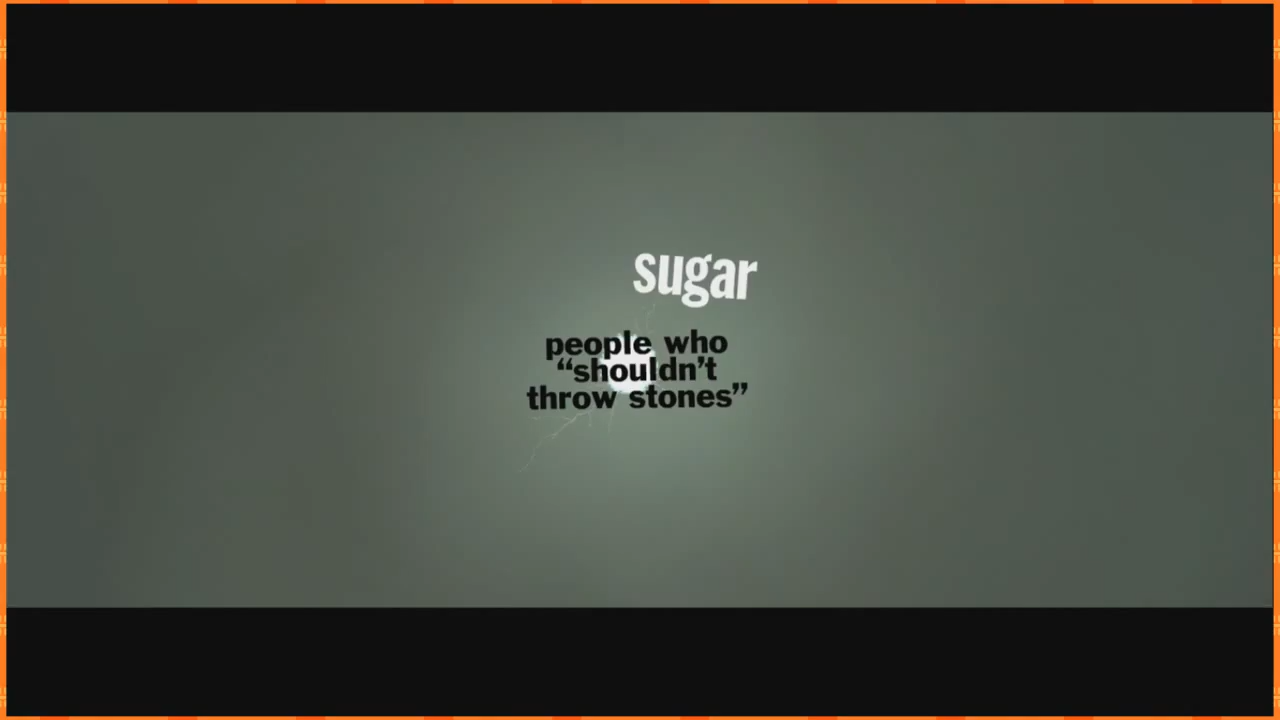 sugar
people who
“shouldn’t
throw stones”